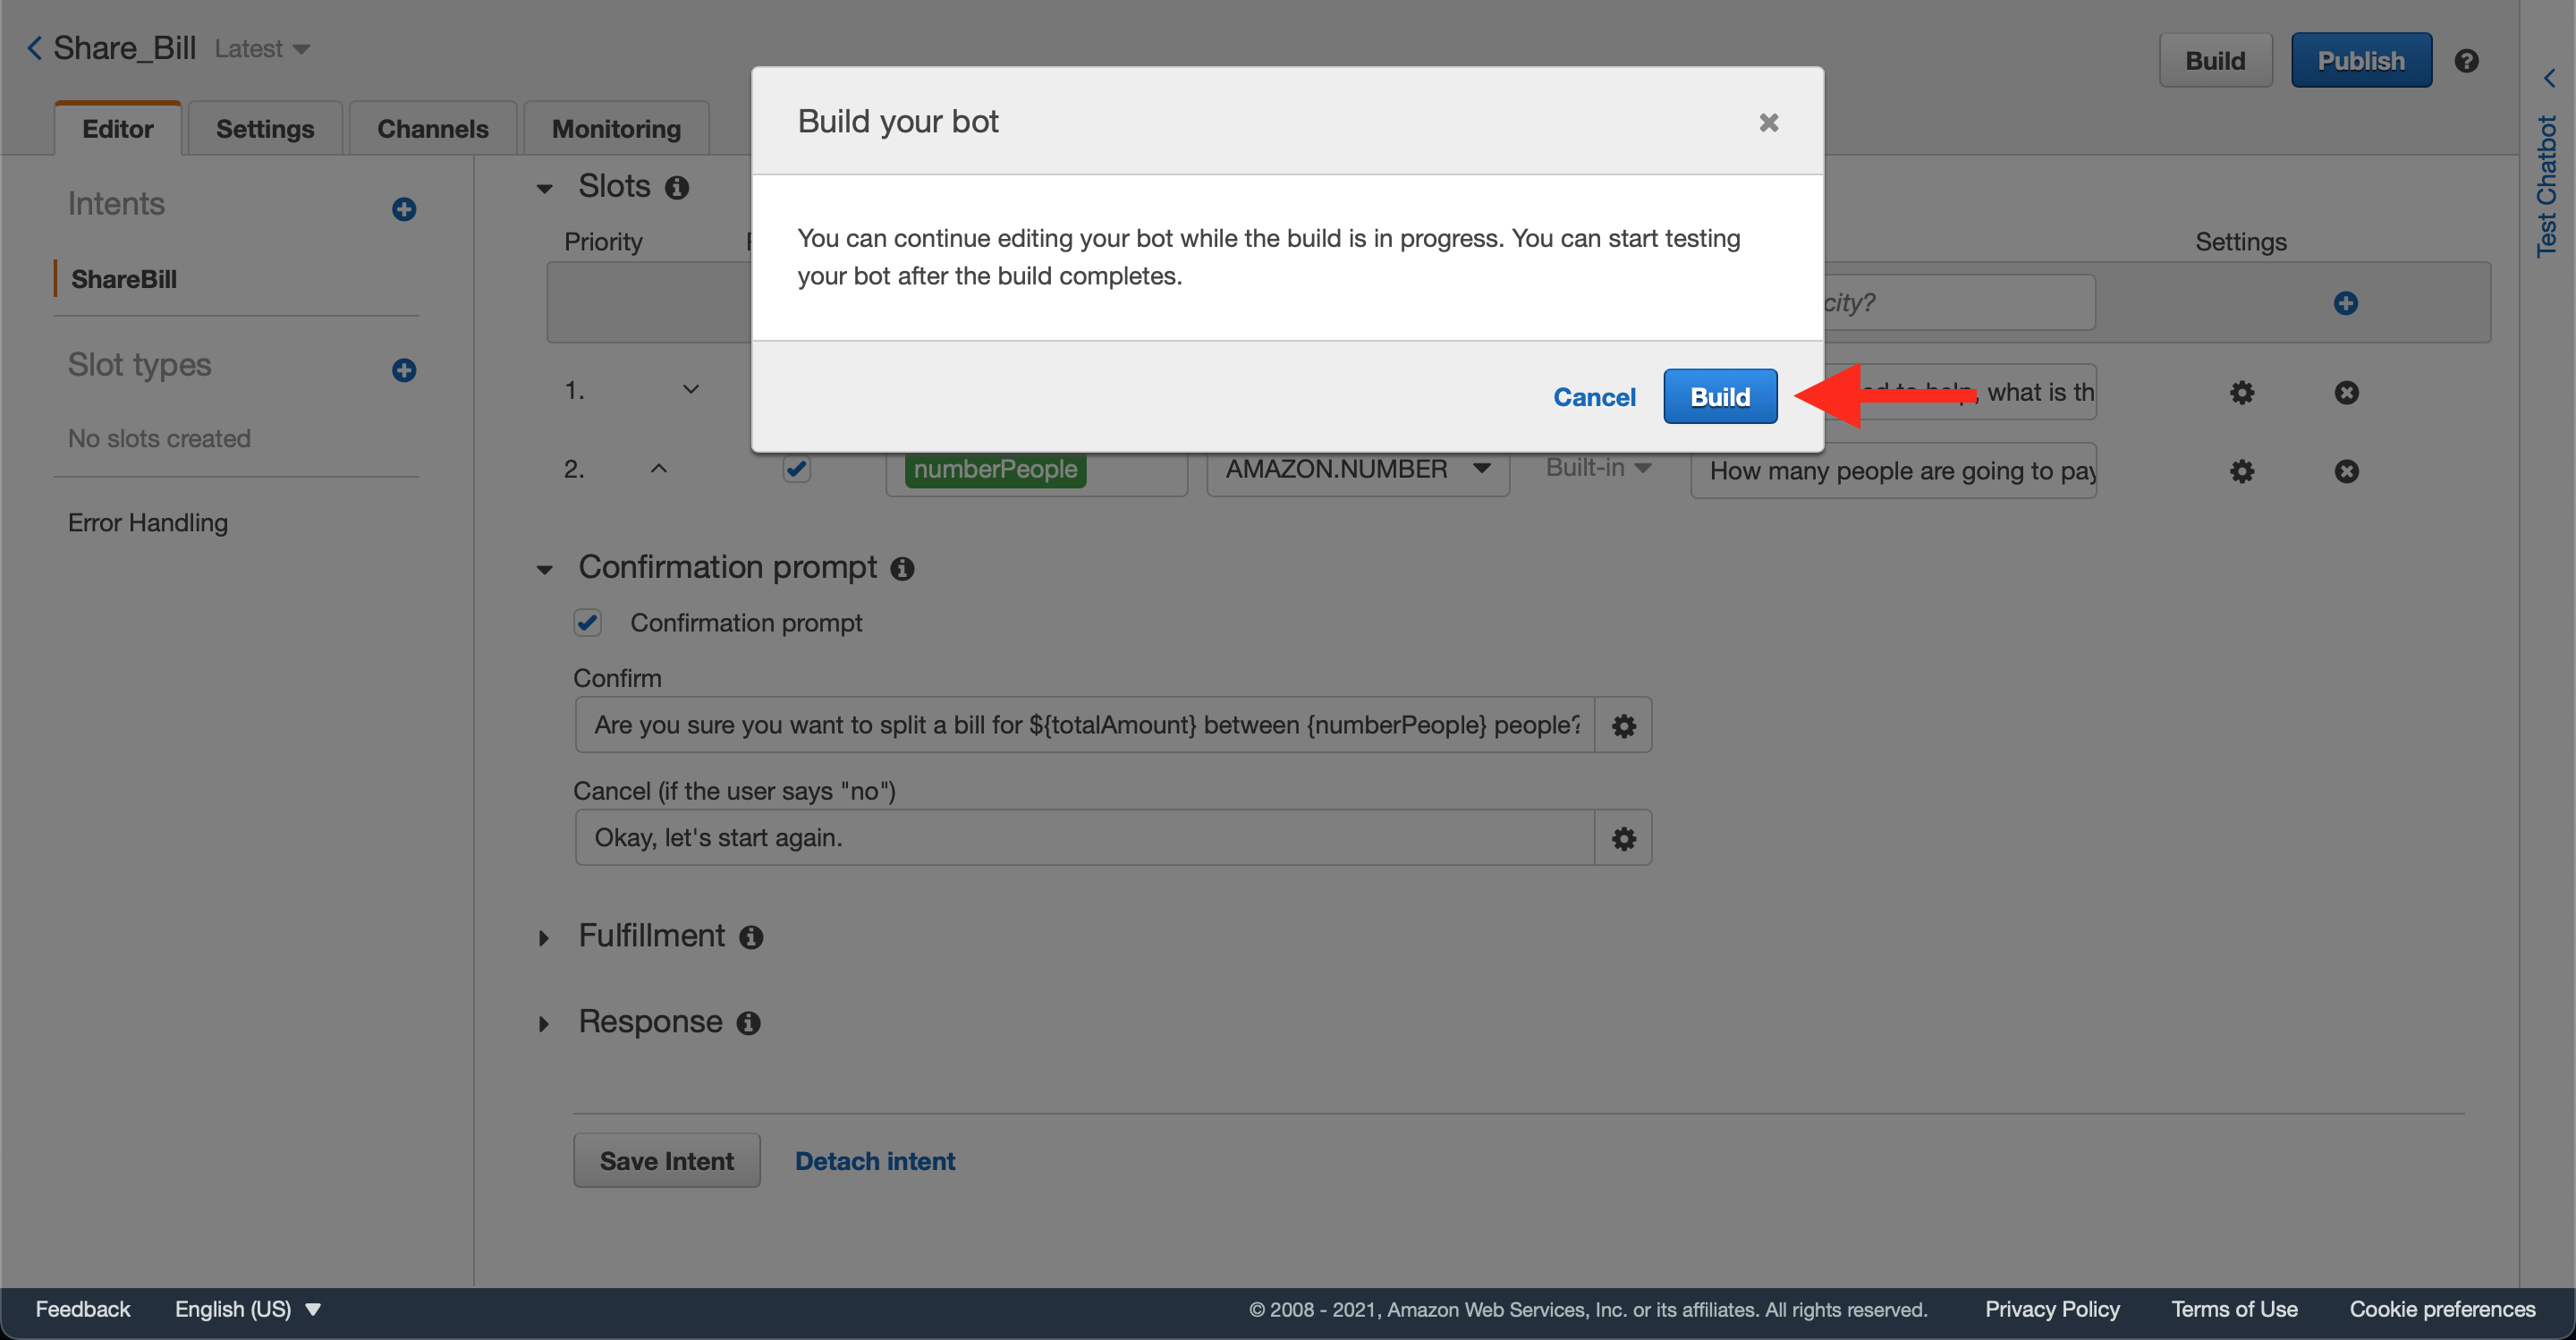 Share_Bill Latest
Build Publish
Editor Settings Channels Monitoring
Test Chatbot
Build your bot
You can continue editing your bot while the build is in progress. You can start testing
your bot after the build completes.
Cancel Build
Intents
ShareBill
Slot types
No slots created
Error Handling
Slots
Priority Settings
city?
1. what is th
2. numberPeople AMAZON.NUMBER Built-in How many people are going to pay
Confirmation prompt
Confirmation prompt
Confirm
Are you sure you want to split a bill for ${totalAmount} between {numberPeople} people?
Cancel (if the user says "no")
Okay, let's start again.
Fulfillment
Response
Save Intent Detach intent
Feedback English (US) © 2008 - 2021, Amazon Web Services, Inc. or its affiliates. All rights reserved. Privacy Policy Terms of Use Cookie preferences